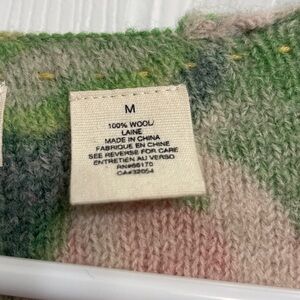 M
100% WOOL/
LAINE
MADE IN CHINA
FABRIQUE EN CHINE
SEE REVERSE FOR CARE
ENTRETIEN AU VERSO
RN#66170
CA#32054